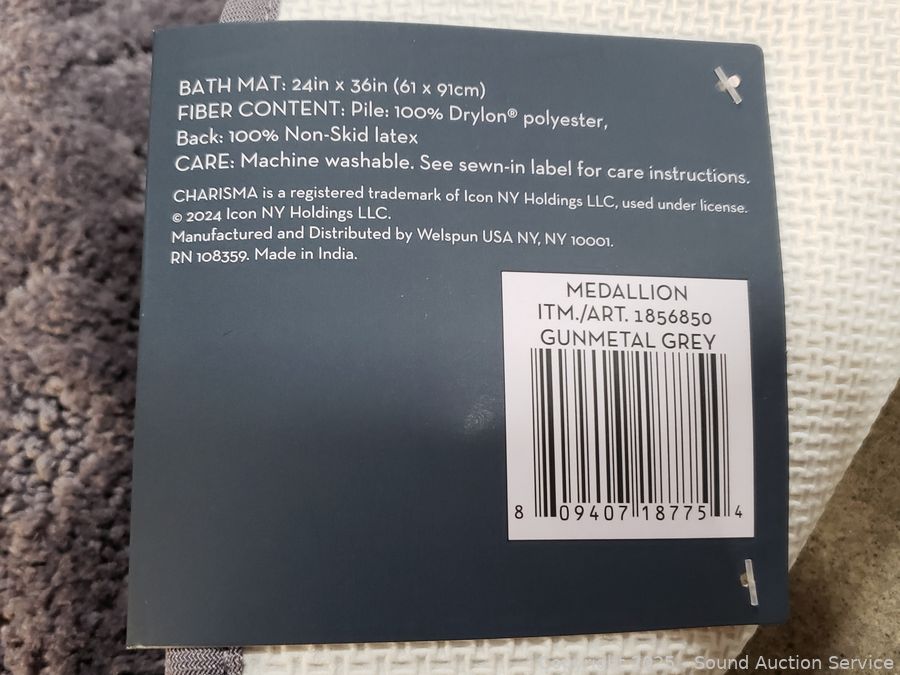 BATH MAT: 24in x 36in (61 x 91cm)
FIBER CONTENT: Pile: 100% Drylon® polyester,
Back: 100% Non-Skid latex
CARE: Machine washable. See sewn-in label for care instructions.
CHARISMA is a registered trademark of Icon NY Holdings LLC, used under license.
© 2024 Icon NY Holdings LLC.
Manufactured and Distributed by Welspun USA NY, NY 10001.
RN 108359. Made in India.
MEDALLION
ITM./ART. 1856850
GUNMETAL GREY
8 09407 18775 4
Copyright 2025 - Sound Auction Service